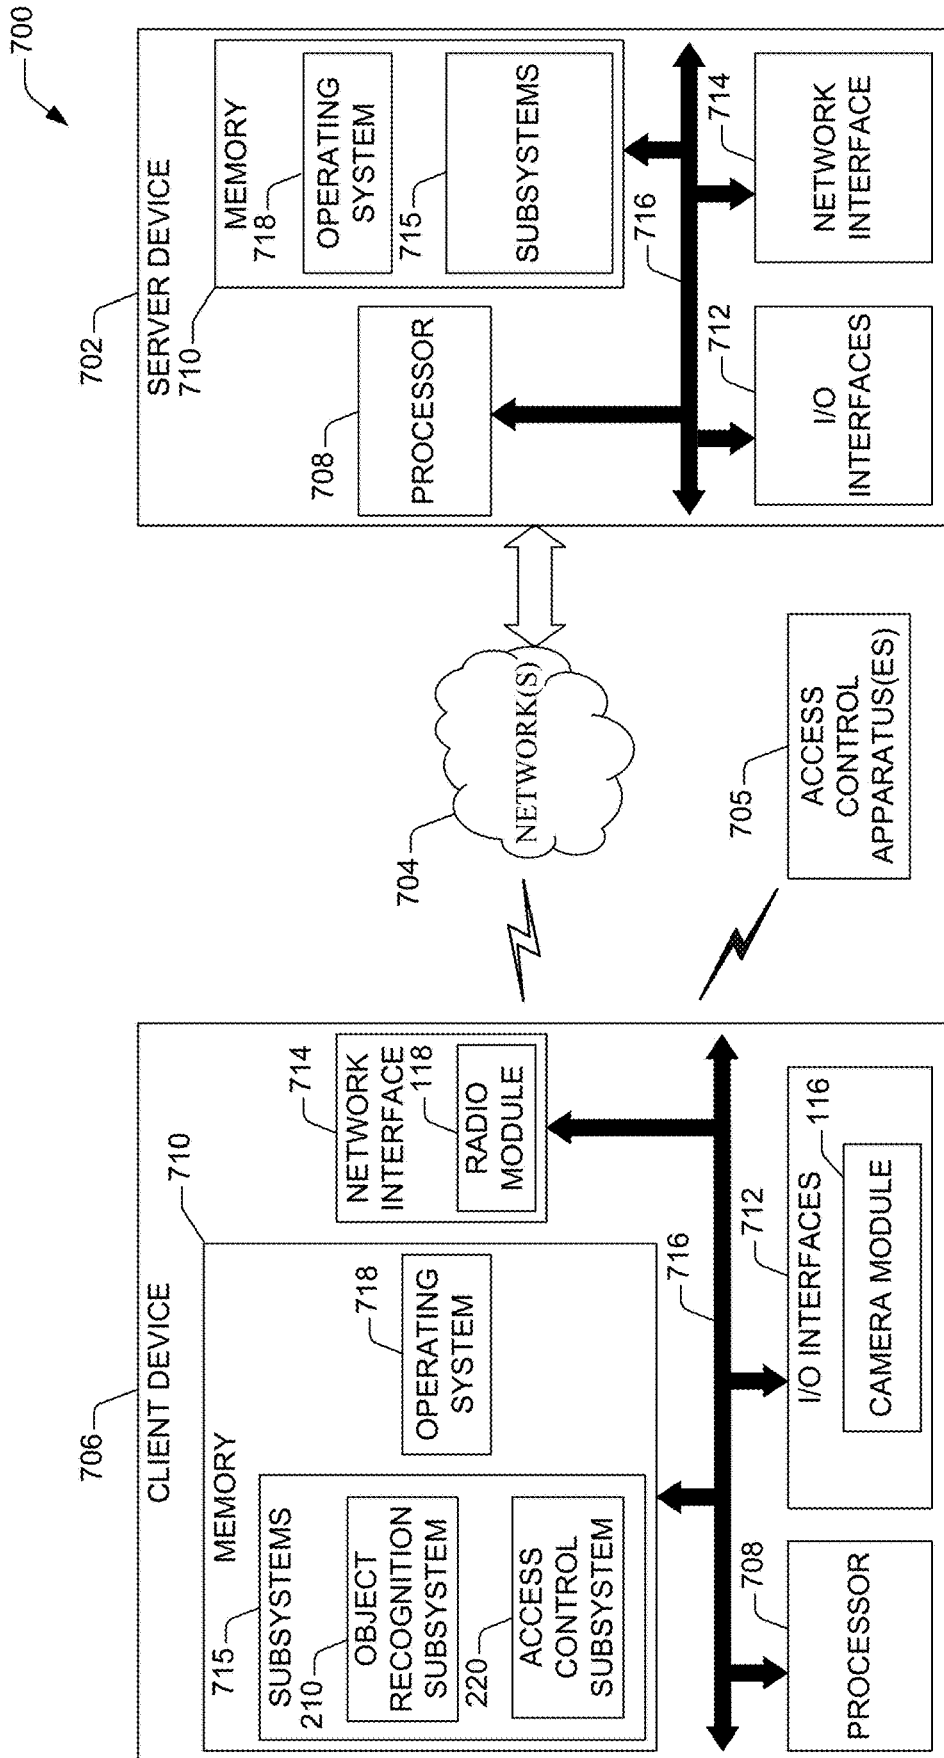 700
706
CLIENT DEVICE
MEMORY
710
715
SUBSYSTEMS
210
OBJECT
RECOGNITION
SUBSYSTEM
220
ACCESS
CONTROL
SUBSYSTEM
718
OPERATING
SYSTEM
714
NETWORK
INTERFACE
118
RADIO
MODULE
716
708
PROCESSOR
712
I/O INTERFACES
116
CAMERA MODULE
704
NETWORK(S)
705
ACCESS
CONTROL
APPARATUS(ES)
702
SERVER DEVICE
710
MEMORY
718
OPERATING
SYSTEM
715
SUBSYSTEMS
708
PROCESSOR
716
712
I/O
INTERFACES
714
NETWORK
INTERFACE